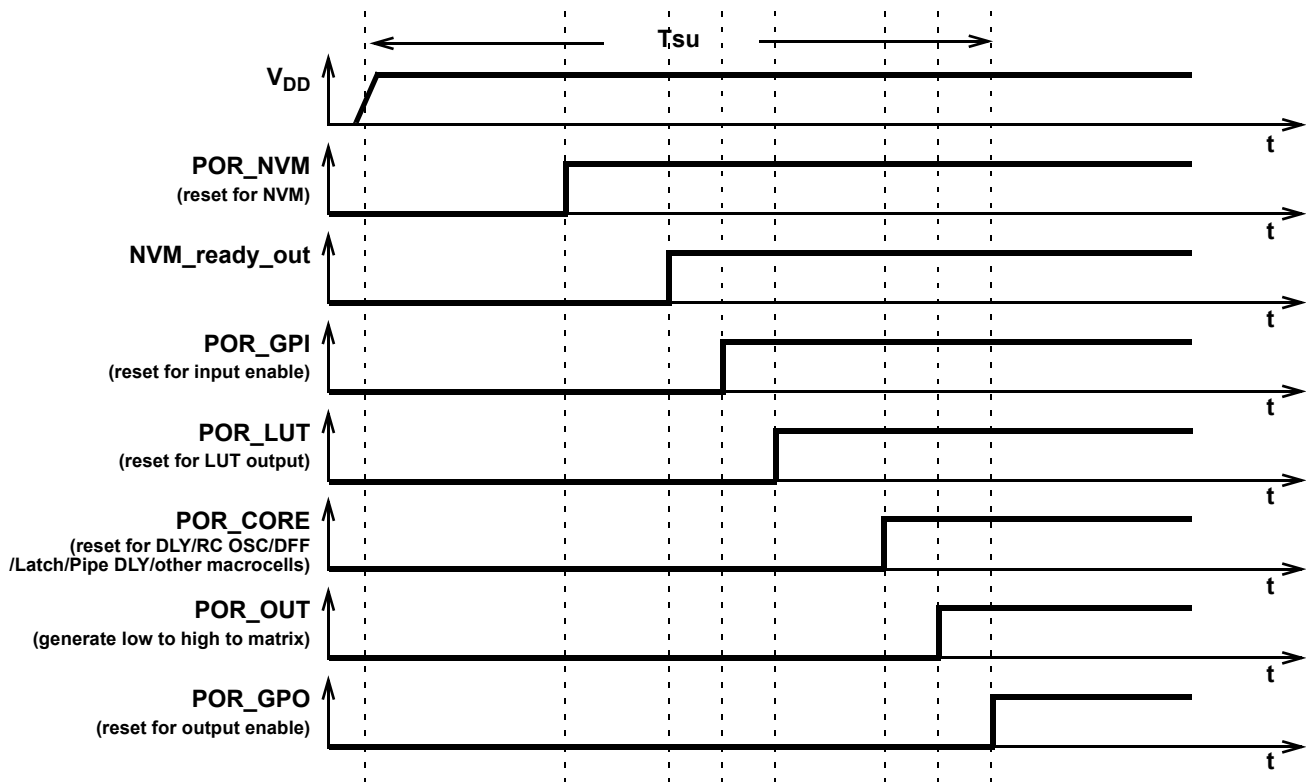 Tsu
VDD
t
POR_NVM
(reset for NVM)
t
NVM_ready_out
t
POR_GPI
(reset for input enable)
t
POR_LUT
(reset for LUT output)
t
POR_CORE
(reset for DLY/RC OSC/DFF
/Latch/Pipe DLY/other macrocells)
t
POR_OUT
(generate low to high to matrix)
t
POR_GPO
(reset for output enable)
t